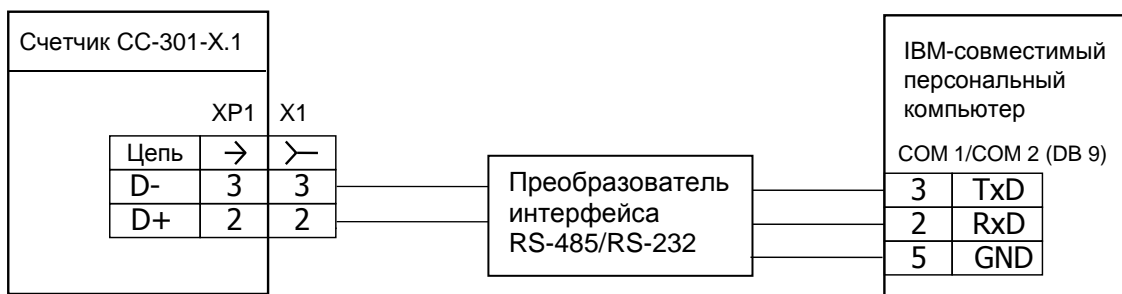 Счетчик СС-301-Х.1
XP1 X1
Цепь
D- 3 3
D+ 2 2
Преобразователь
интерфейса
RS-485/RS-232
IBM-совместимый
персональный
компьютер
COM 1/COM 2 (DB 9)
3 TxD
2 RxD
5 GND